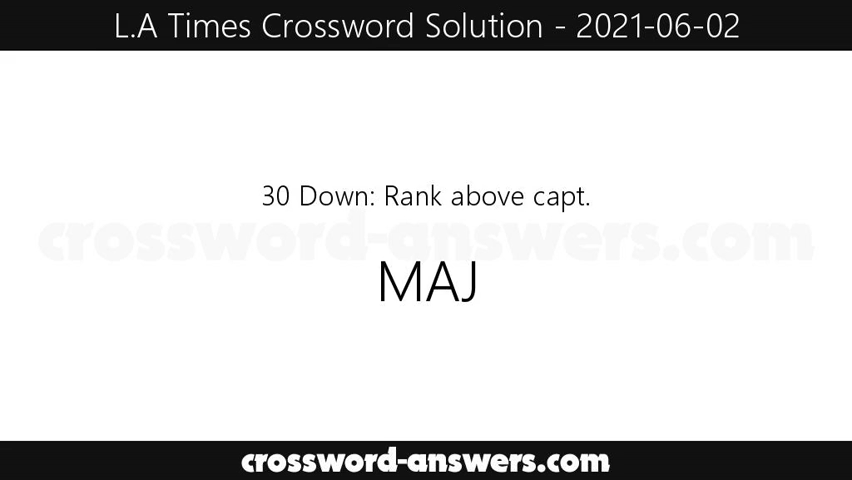 L.A Times Crossword Solution - 2021-06-02
30 Down: Rank above capt.
crossword-answers.com
MAJ
crossword-answers.com